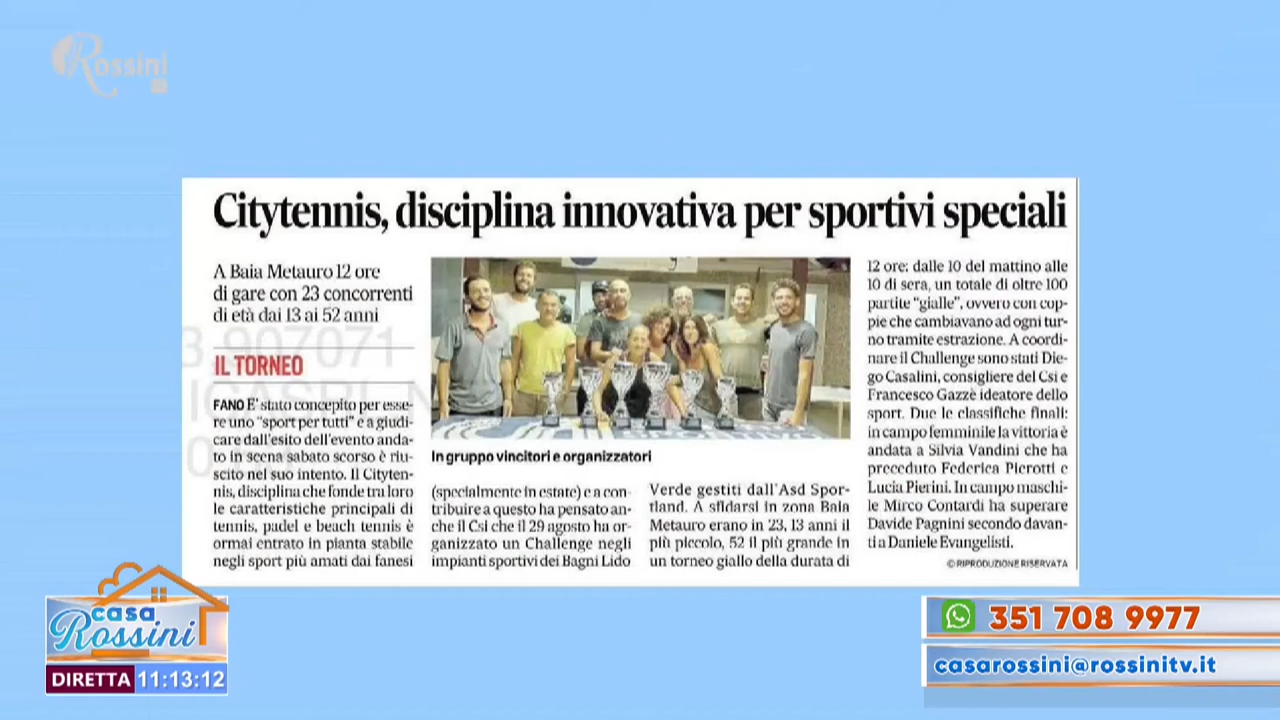 Rossini
Citytennis, disciplina innovativa per sportivi speciali
A Baia Metauro 12 ore
di gare con 23 concorrenti
di età dai 13 ai 52 anni
IL TORNEO
FANO E' stato concepito per esse-
re uno "sport per tutti" e a giudi-
care dall'esito dell'evento anda-
to in scena sabato scorso è riu-
scito nel suo intento. Il Cityten-
nis, disciplina che fonde tra loro
le caratteristiche principali di
tennis, padel e beach tennis è
ormai entrato in pianta stabile
negli sport più amati dai fanesi
In gruppo vincitori e organizzatori
(specialmente in estate) e a con-
tribuire a questo ha pensato an-
che il Csi che il 29 agosto ha or-
ganizzato un Challenge negli
impianti sportivi dei Bagni Lido
Verde gestiti dall'Asd Spor-
tland. A sfidarsi in zona Baia
Metauro erano in 23, 13 anni il
più piccolo, 52 il più grande in
un torneo giallo della durata di
12 ore: dalle 10 del mattino alle
10 di sera, un totale di oltre 100
partite "gialle", ovvero con cop-
pie che cambiavano ad ogni tur-
no tramite estrazione. A coordi-
nare il Challenge sono stati Die-
go Casalini, consigliere del Csi e
Francesco Gazzè ideatore dello
sport. Due le classifiche finali:
in campo femminile la vittoria è
andata a Silvia Vandini che ha
preceduto Federica Pierotti e
Lucia Pierini. In campo maschi-
le Mirco Contardi ha superare
Davide Pagnini secondo davan-
ti a Daniele Evangelisti.
© RIPRODUZIONE RISERVATA
casa
Rossini
DIRETTA 11:13:12
351 708 9977
casarossini@rossinitv.it